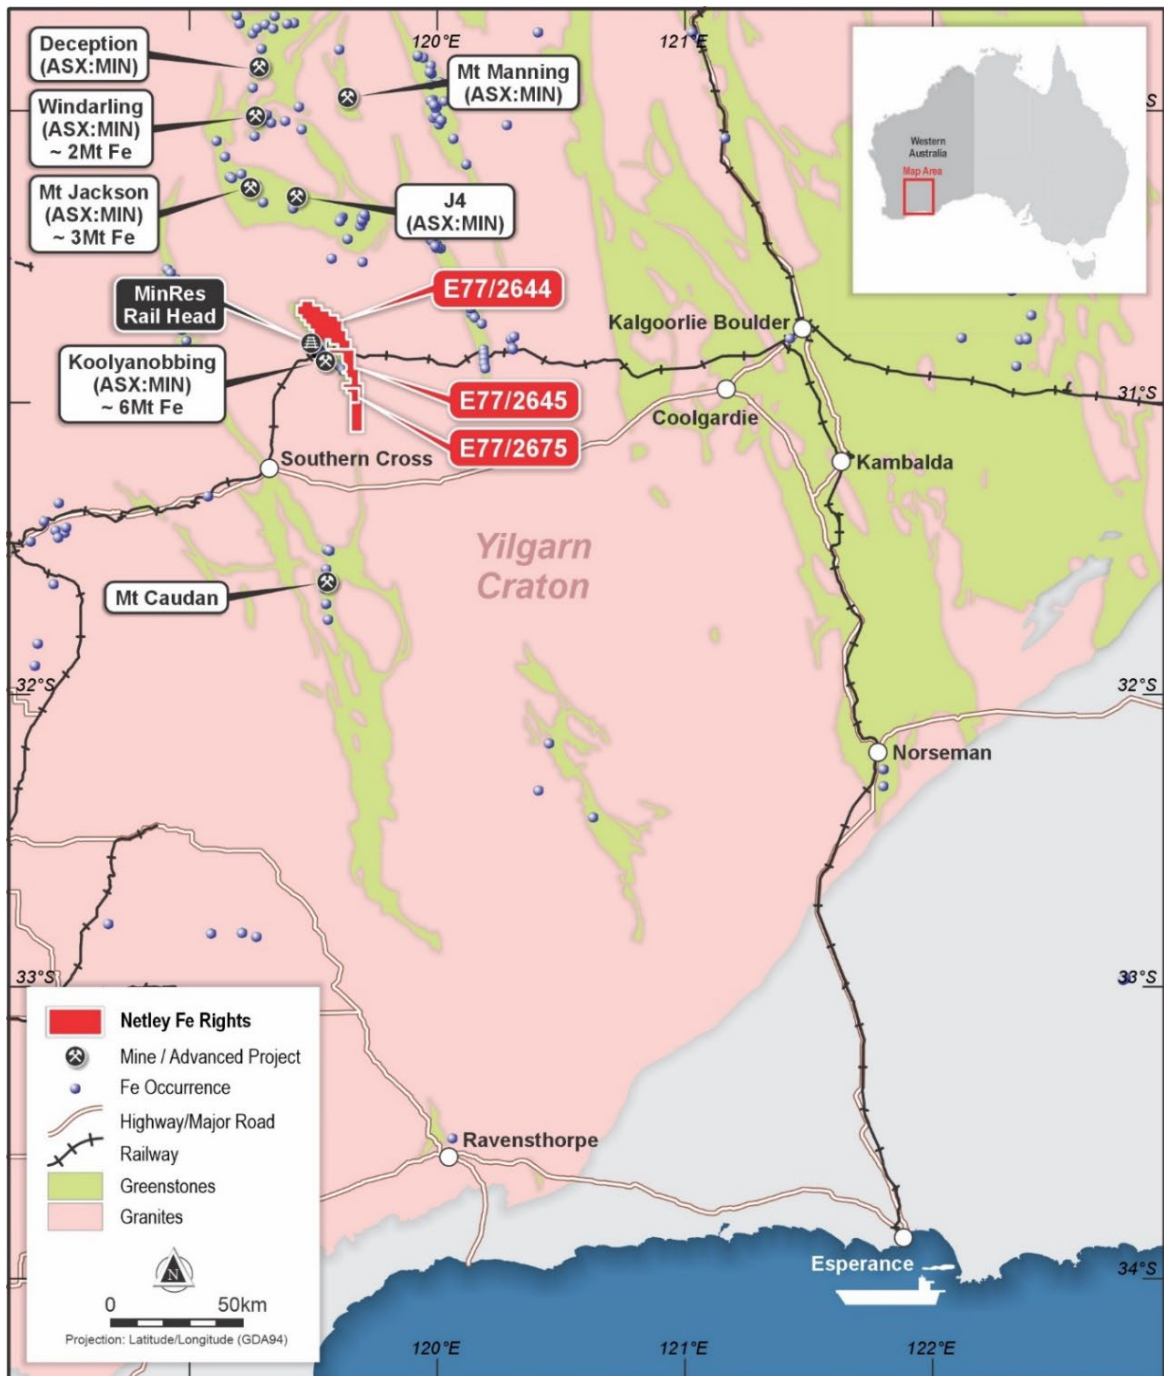 120°E
121°E
S
Deception
(ASX:MIN)
Mt Manning
(ASX:MIN)
Windarling
(ASX:MIN)
~ 2Mt Fe
Mt Jackson
(ASX:MIN)
~ 3Mt Fe
J4
(ASX:MIN)
Western
Australia
Map Area
MinRes
Rail Head
E77/2644
Kalgoorlie Boulder
Koolyanobbing
(ASX:MIN)
~ 6Mt Fe
E77/2645
31°S
Coolgardie
E77/2675
Southern Cross
Kambalda
Yilgarn
Craton
Mt Caudan
32°S
32°S
Norseman
33°S
33°S
Netley Fe Rights
Mine / Advanced Project
Fe Occurrence
Highway/Major Road
Railway
Greenstones
Granites
N
0 50km
Projection: Latitude/Longitude (GDA94)
Ravensthorpe
Esperance
34°S
120°E
121°E
122°E